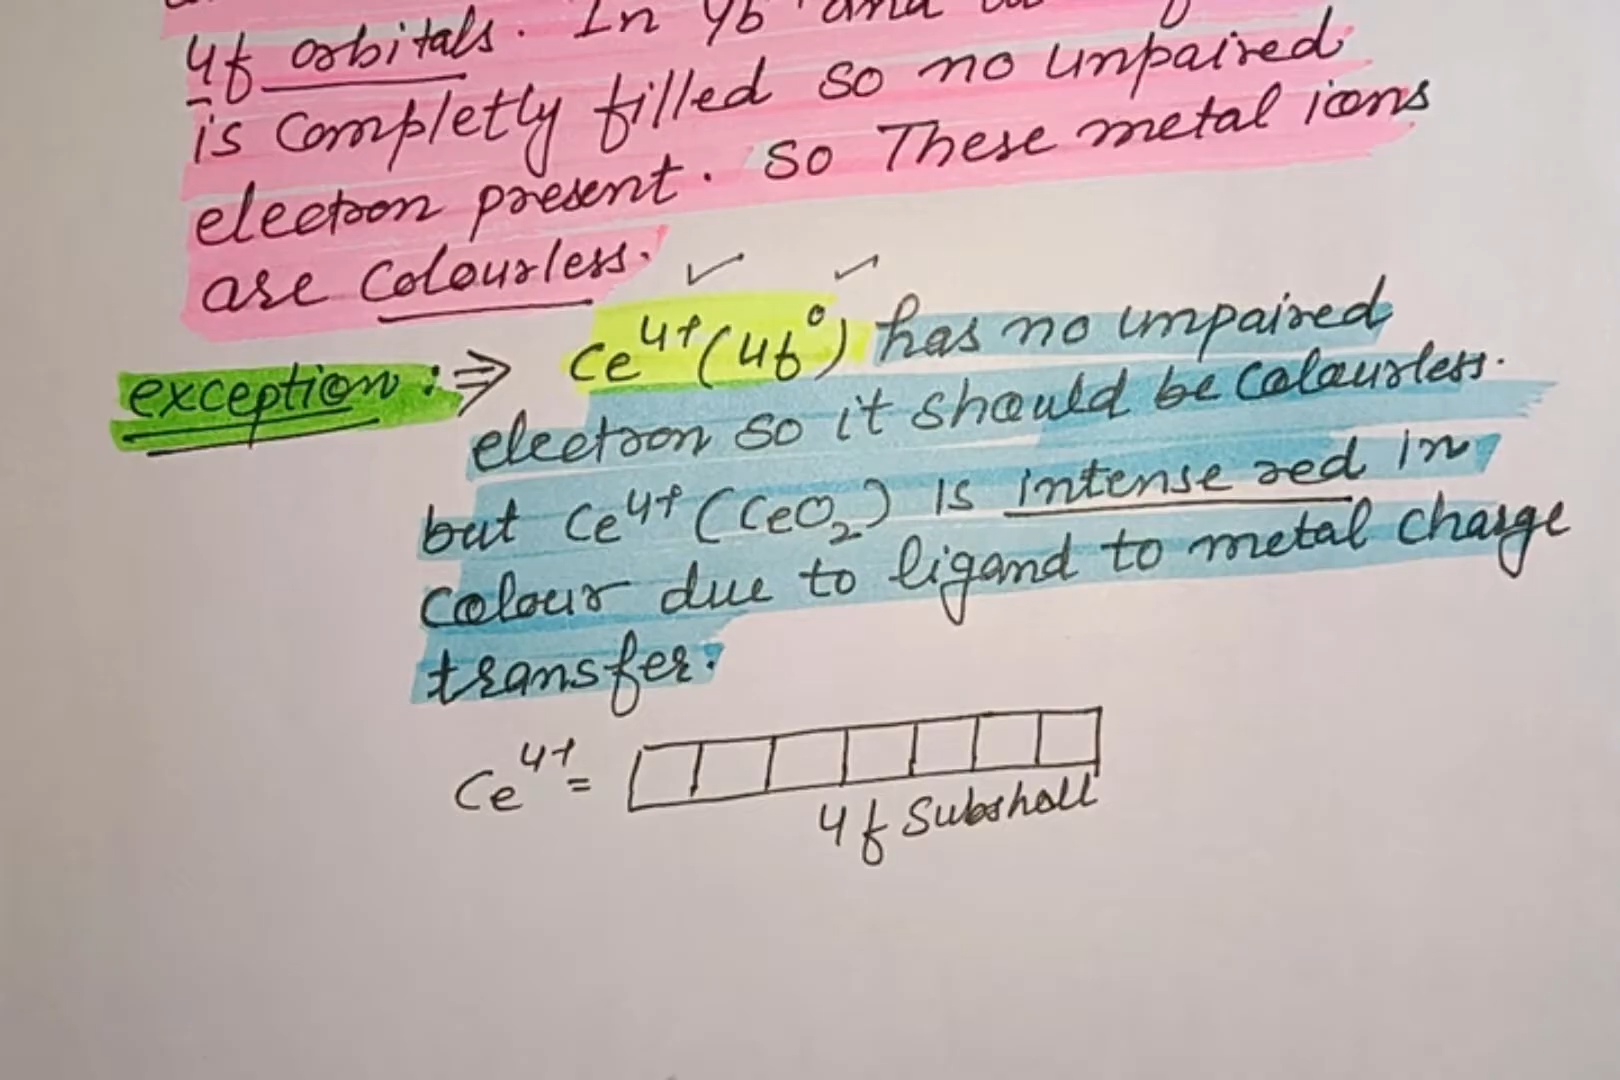 4f orbitals. In Yb and
is completly filled so no unpaired
electron present. so These metal ions
are colourless.
exception :⇒ Ce⁴⁺(4f⁰) has no unpaired
electron so it should be colourless.
but Ce⁴⁺(CeO₂) is intense red in
colour due to ligand to metal charge
transfer.
Ce⁴⁺=
4f Subshell